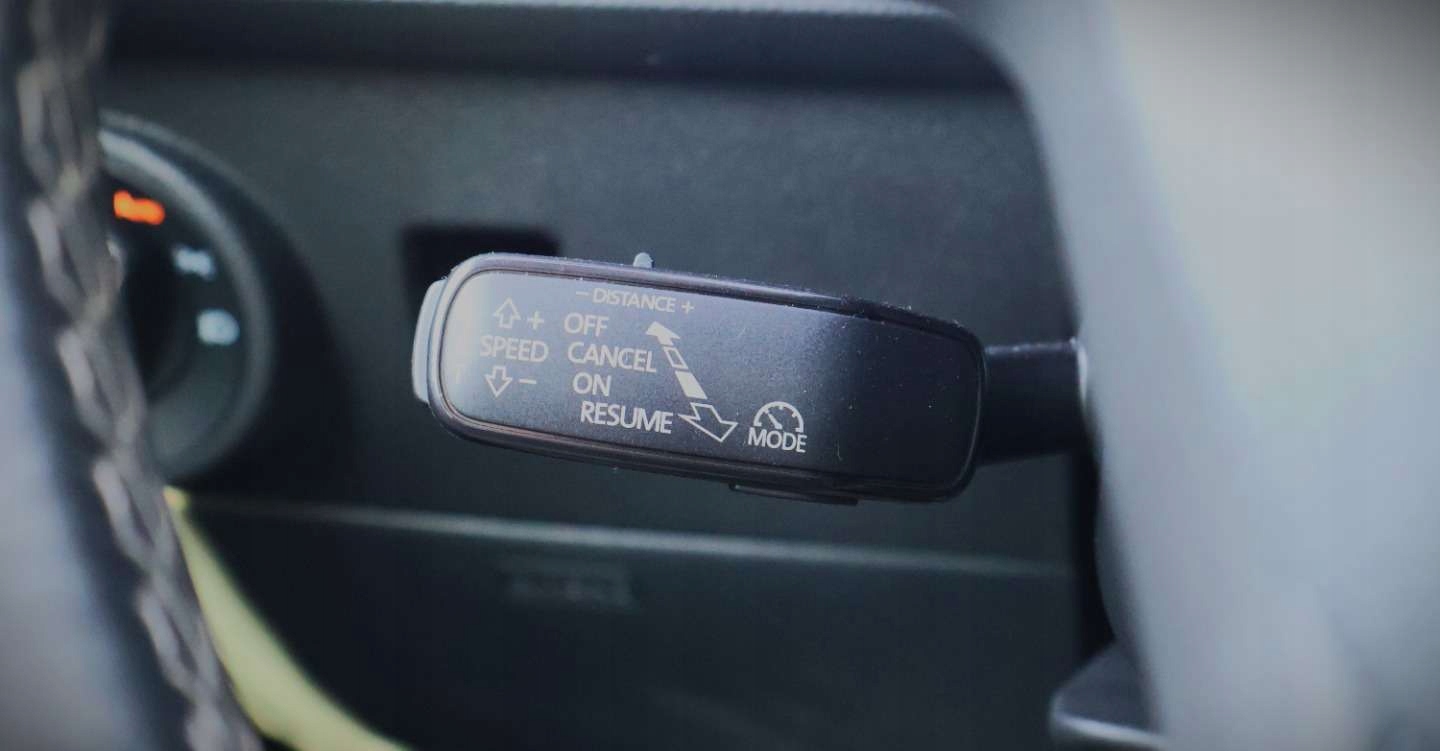 − DISTANCE +
+ OFF
SPEED CANCEL
− ON
RESUME
MODE